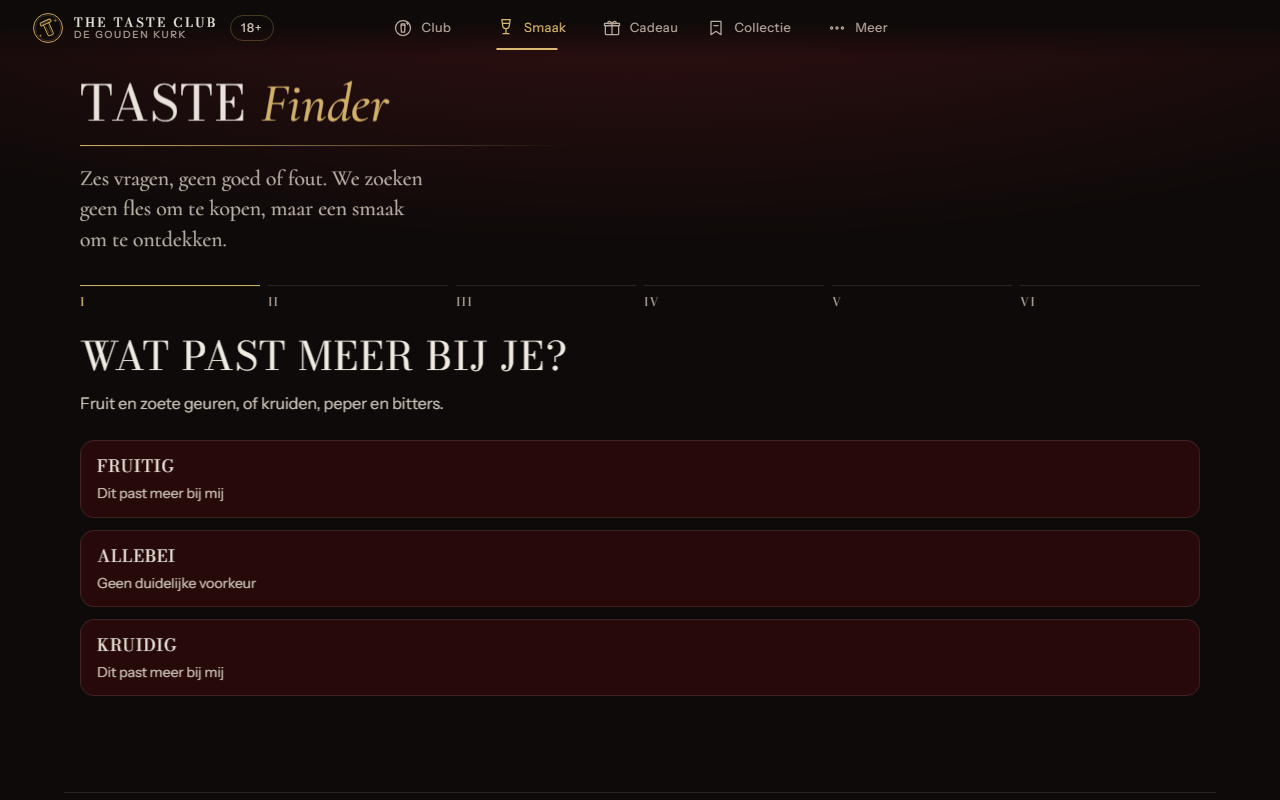 THE TASTE CLUB
DE GOUDEN KURK
18+
Club
Smaak
Cadeau
Collectie
Meer
TASTE Finder
Zes vragen, geen goed of fout. We zoeken
geen fles om te kopen, maar een smaak
om te ontdekken.
I
II
III
IV
V
VI
WAT PAST MEER BIJ JE?
Fruit en zoete geuren, of kruiden, peper en bitters.
FRUITIG
Dit past meer bij mij
ALLEBEI
Geen duidelijke voorkeur
KRUIDIG
Dit past meer bij mij